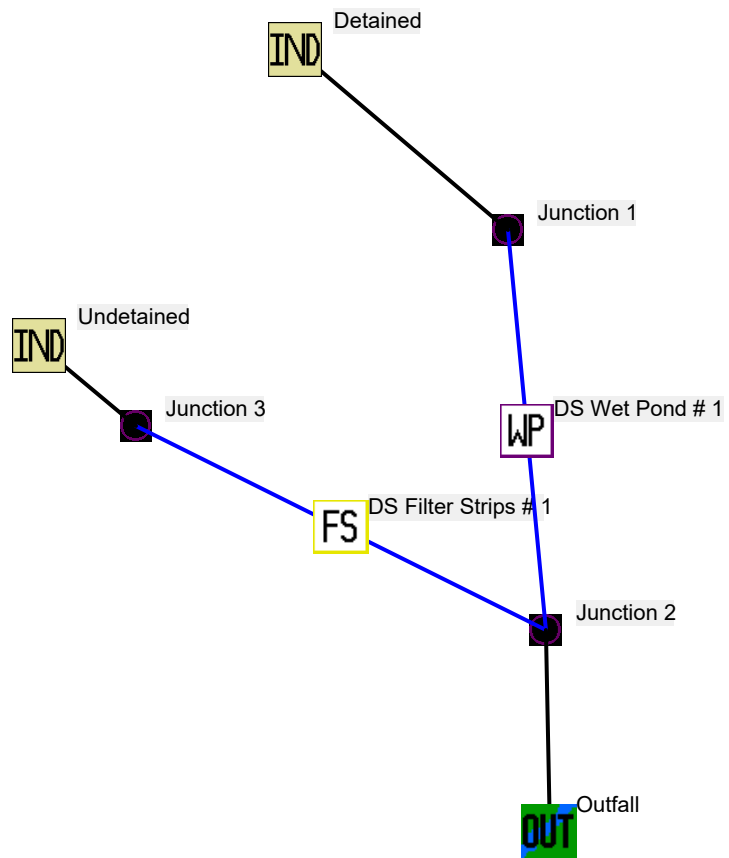 Detained
IND
Junction 1
Undetained
IND
Junction 3
DS Wet Pond # 1
WP
DS Filter Strips # 1
FS
Junction 2
Outfall
OUT